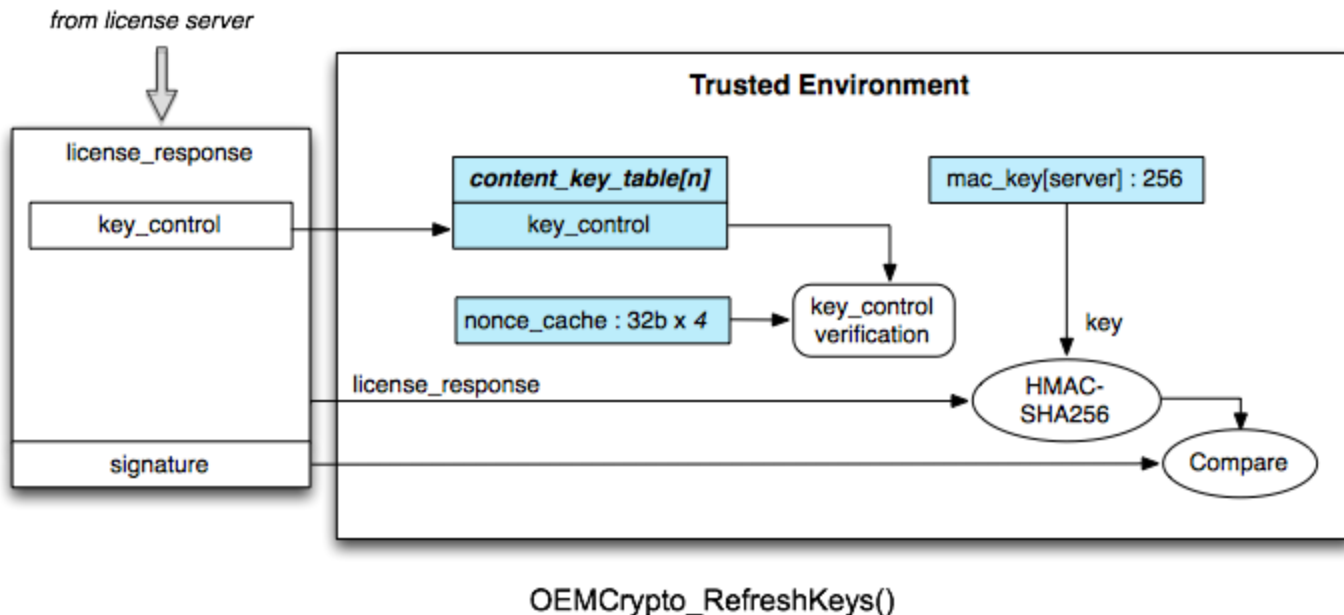 from license server
Trusted Environment
license_response
key_control
content_key_table[n]
key_control
mac_key[server] : 256
nonce_cache : 32b x 4
key_control
verification
key
license_response
HMAC-
SHA256
signature
Compare
OEMCrypto_RefreshKeys()